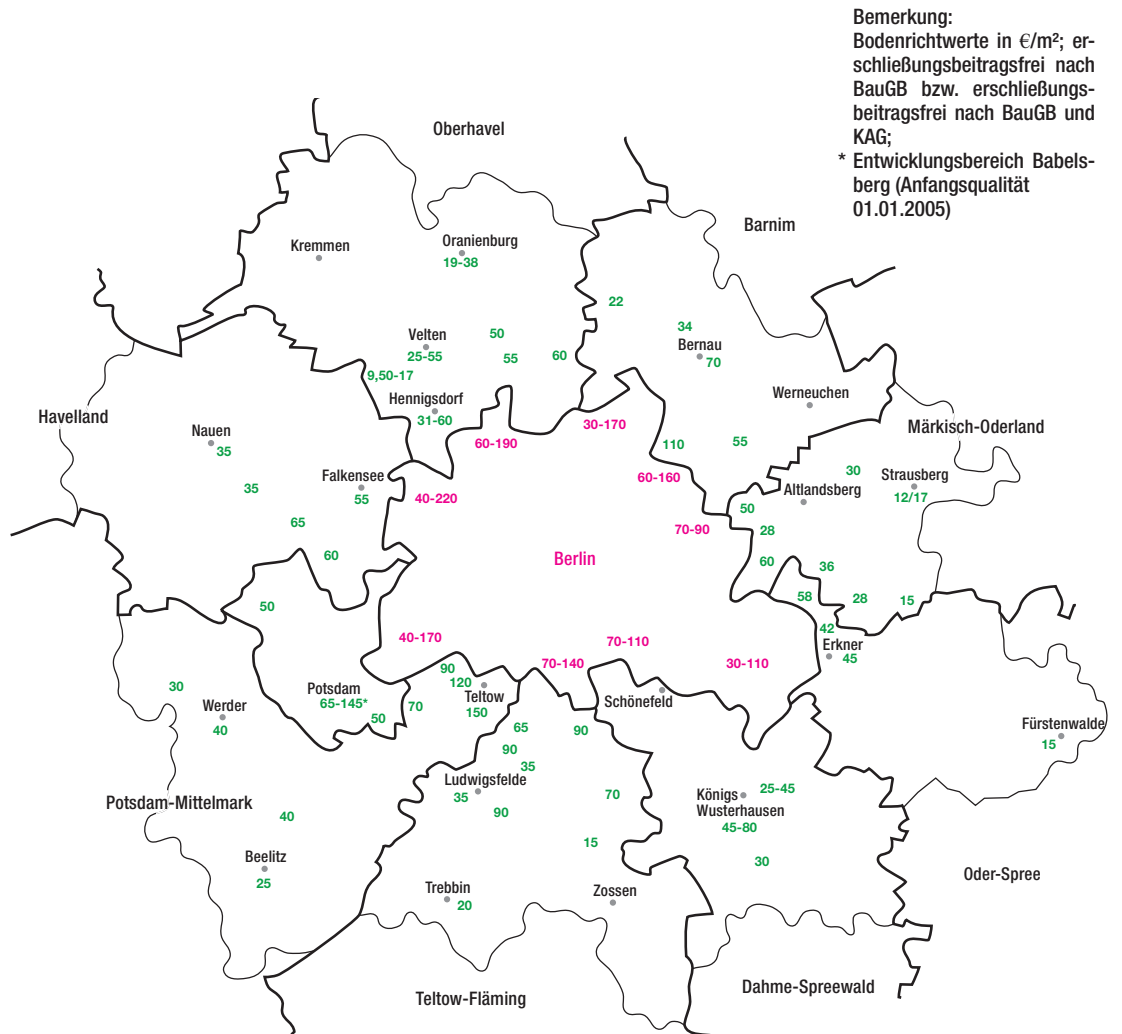 Bemerkung:
Bodenrichtwerte in €/m²; er-
schließungsbeitragsfrei nach
BauGB bzw. erschließungs-
beitragsfrei nach BauGB und
KAG;
* Entwicklungsbereich Babels-
berg (Anfangsqualität
01.01.2005)
Oberhavel
Barnim
Kremmen
Oranienburg
19-38
22
34
Bernau
70
Velten
25-55
50
55
60
9,50-17
Hennigsdorf
31-60
Werneuchen
Havelland
Märkisch-Oderland
Nauen
35
60-190
30-170
110
55
35
Falkensee
55
40-220
60-160
30
Strausberg
12/17
Altlandsberg
50
28
65
70-90
60
Berlin
60
36
50
58
28
15
42
Erkner
45
40-170
70-110
90
120
70-140
30-110
Teltow
150
Schönefeld
30
Potsdam
65-145*
50
70
Werder
40
65
90
90
35
Fürstenwalde
15
Ludwigsfelde
35
90
70
Königs
Wusterhausen
25-45
45-80
Potsdam-Mittelmark
40
15
30
Beelitz
25
Oder-Spree
Trebbin
20
Zossen
Dahme-Spreewald
Teltow-Fläming